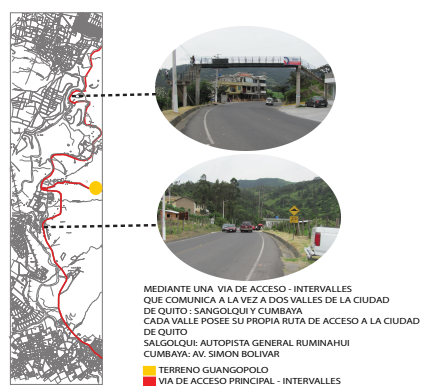 MEDIANTE UNA VIA DE ACCESO - INTERVALLES
QUE COMUNICA A LA VEZ A DOS VALLES DE LA CIUDAD
DE QUITO : SANGOLQUI Y CUMBAYA
CADA VALLE POSEE SU PROPIA RUTA DE ACCESO A LA CIUDAD
DE QUITO
SALGOLQUI: AUTOPISTA GENERAL RUMINAHUI
CUMBAYA: AV. SIMON BOLIVAR
TERRENO GUANGOPOLO
VIA DE ACCESO PRINCIPAL - INTERVALLES